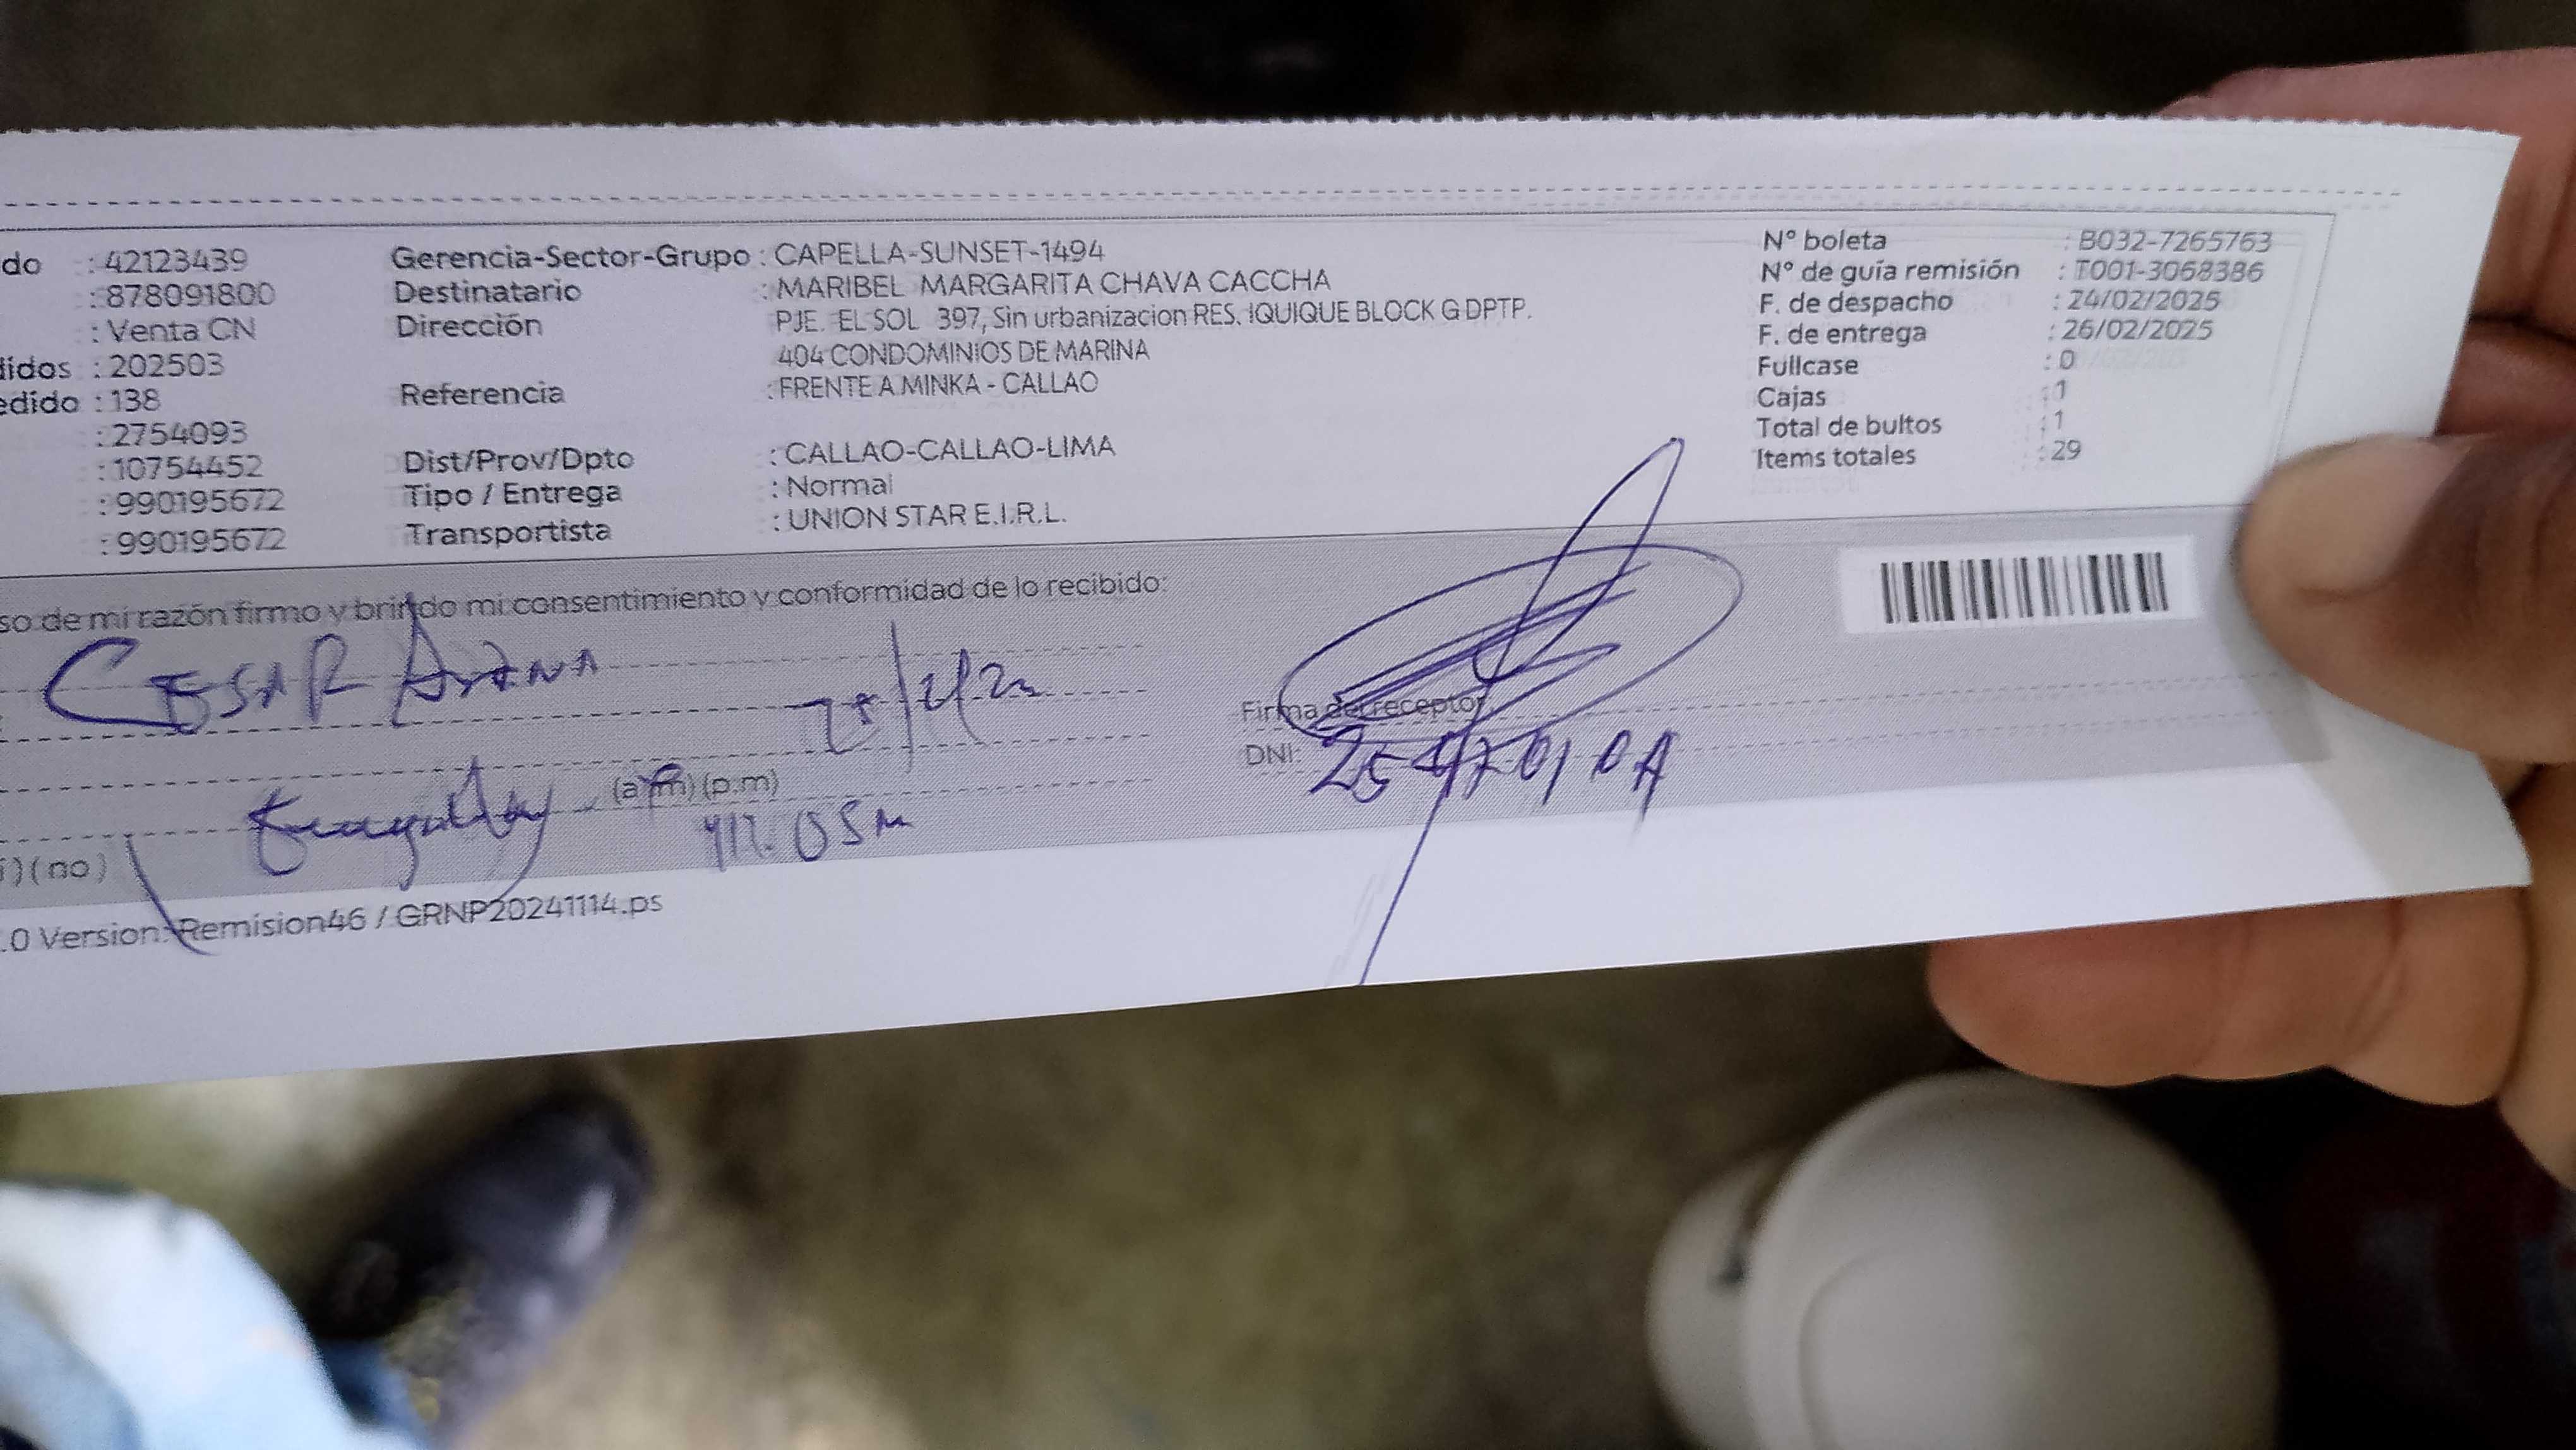 do : 42123439 Gerencia-Sector-Grupo : CAPELLA-SUNSET-1494 N° boleta : B032-7265763
: 878091800 Destinatario : MARIBEL MARGARITA CHAVA CACCHA N° de guía remisión : T001-3068386
: Venta CN Dirección PJE. EL SOL 397, Sin urbanizacion RES. IQUIQUE BLOCK G DPTP. F. de despacho : 24/02/2025
didos : 202503 404 CONDOMINIOS DE MARINA F. de entrega : 26/02/2025
edido : 138 Referencia : FRENTE A MINKA - CALLAO Fullcase : 0
: 2754093 Cajas : 1
: 10754452 Dist/Prov/Dpto : CALLAO-CALLAO-LIMA Total de bultos : 1
: 990195672 Tipo / Entrega : Normal Items totales : 29
: 990195672 Transportista : UNION STAR E.I.R.L.
so de mi razón firmo y brindo mi consentimiento y conformidad de lo recibido:
CESAR
Firma del receptor
DNI:
(a.m) (p.m)
i) (no)
.0 Version: Remision46 / GRNP20241114.ps